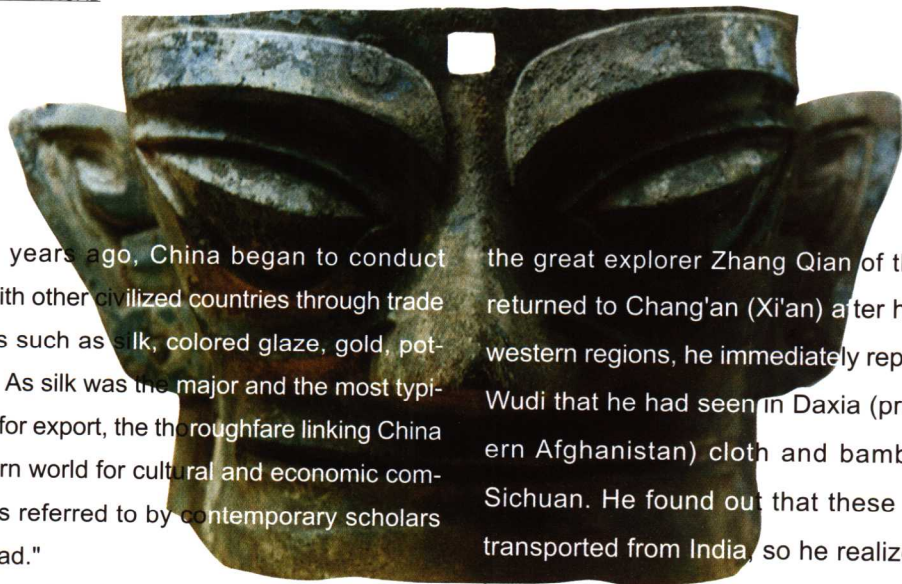 years ago, China began to conduct
ith other civilized countries through trade
s such as silk, colored glaze, gold, pot-
As silk was the major and the most typi-
for export, the thoroughfare linking China
rn world for cultural and economic com-
s referred to by contemporary scholars
ad."
the great explorer Zhang Qian of th
returned to Chang'an (Xi'an) after h
western regions, he immediately rep
Wudi that he had seen in Daxia (pr
ern Afghanistan) cloth and bamb
Sichuan. He found out that these
transported from India, so he realiz